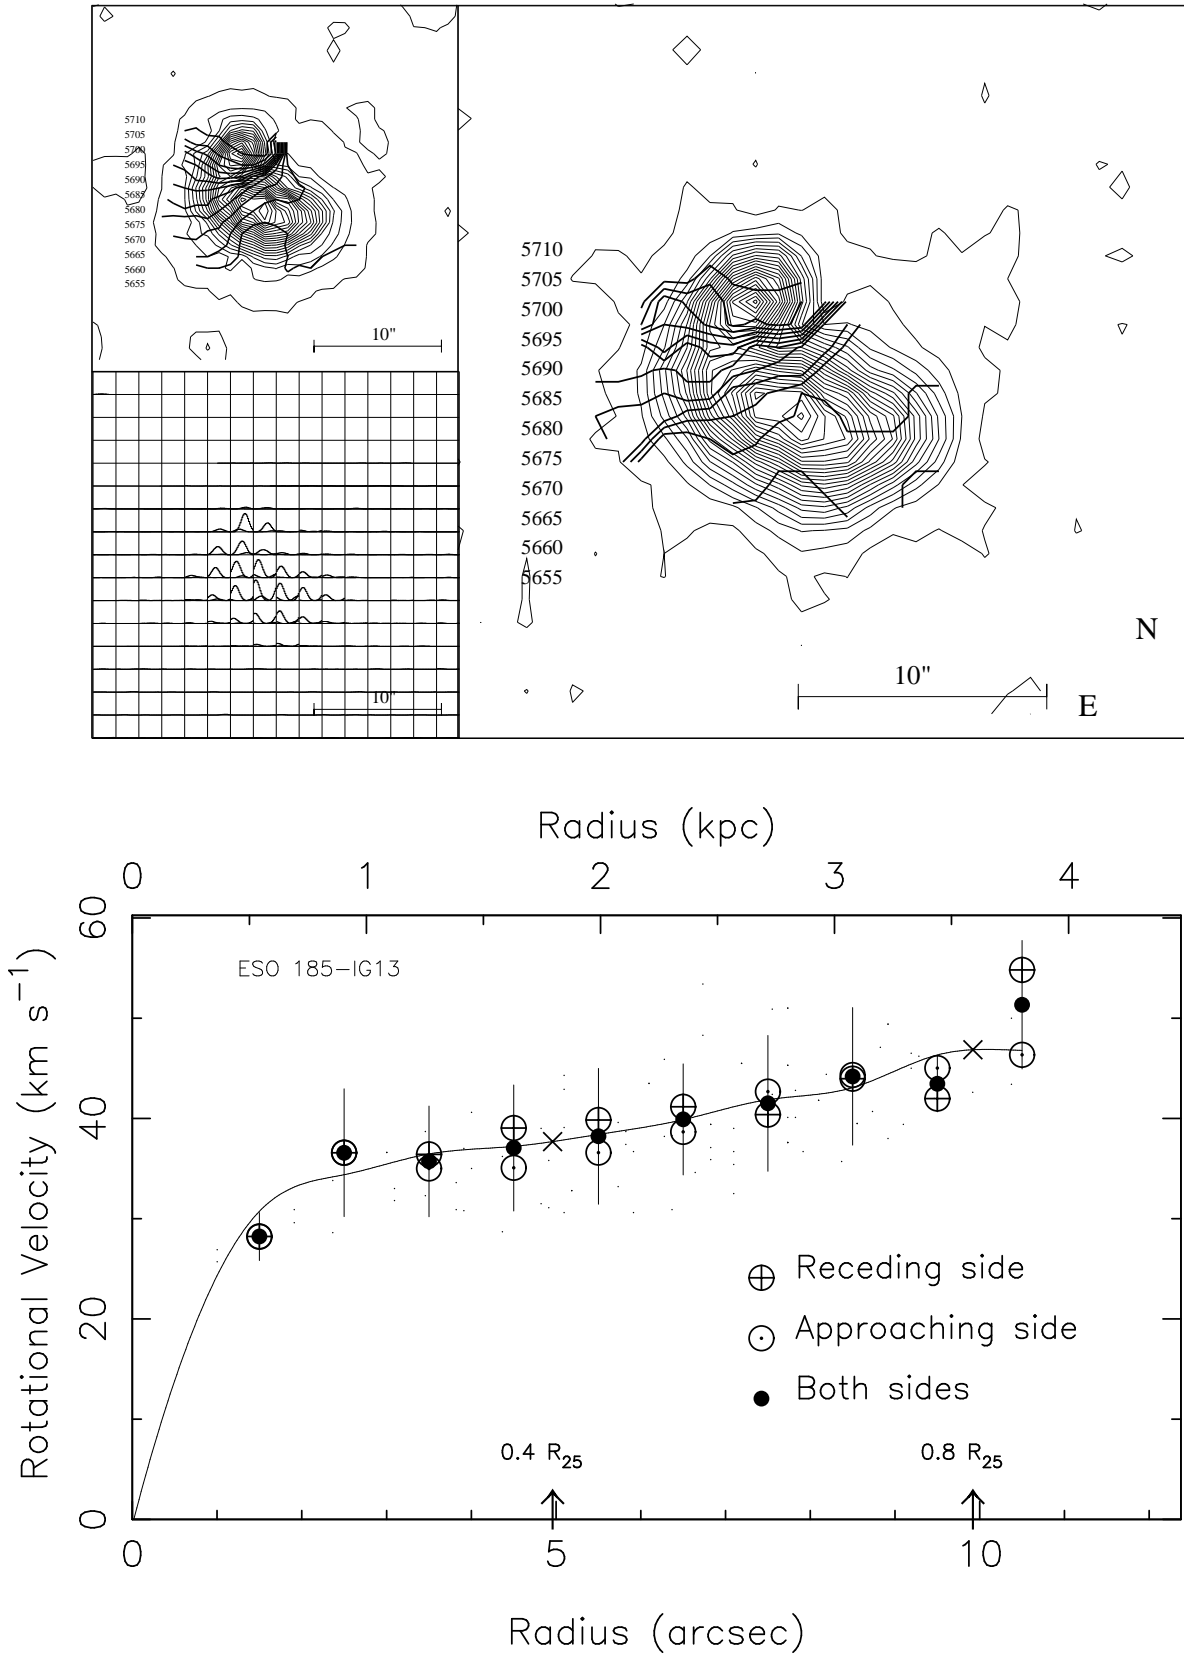 5710
5705
5700
5695
5690
5685
5680
5675
5670
5665
5660
5655
10"
10"
5710
5705
5700
5695
5690
5685
5680
5675
5670
5665
5660
5655
N
10"
E
Radius (kpc)
0 1 2 3 4
60
40
20
0
Rotational Velocity (km s⁻¹)
ESO 185-IG13
Receding side
Approaching side
Both sides
0.4 R₂₅
0.8 R₂₅
0 5 10
Radius (arcsec)